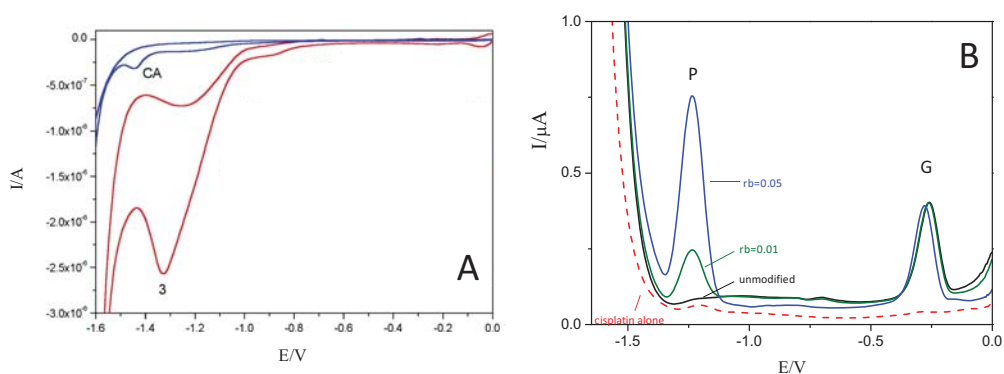 0.0
-5.0x10⁻⁷
-1.0x10⁻⁶
-1.5x10⁻⁶
-2.0x10⁻⁶
-2.5x10⁻⁶
-3.0x10⁻⁶
I/A
CA
3
A
-1.6 -1.4 -1.2 -1.0 -0.8 -0.6 -0.4 -0.2 0.0
E/V
1.0
0.5
0.0
I/µA
B
P
G
rb=0.05
rb=0.01
unmodified
cisplatin alone
-1.5 -1.0 -0.5 0.0
E/V